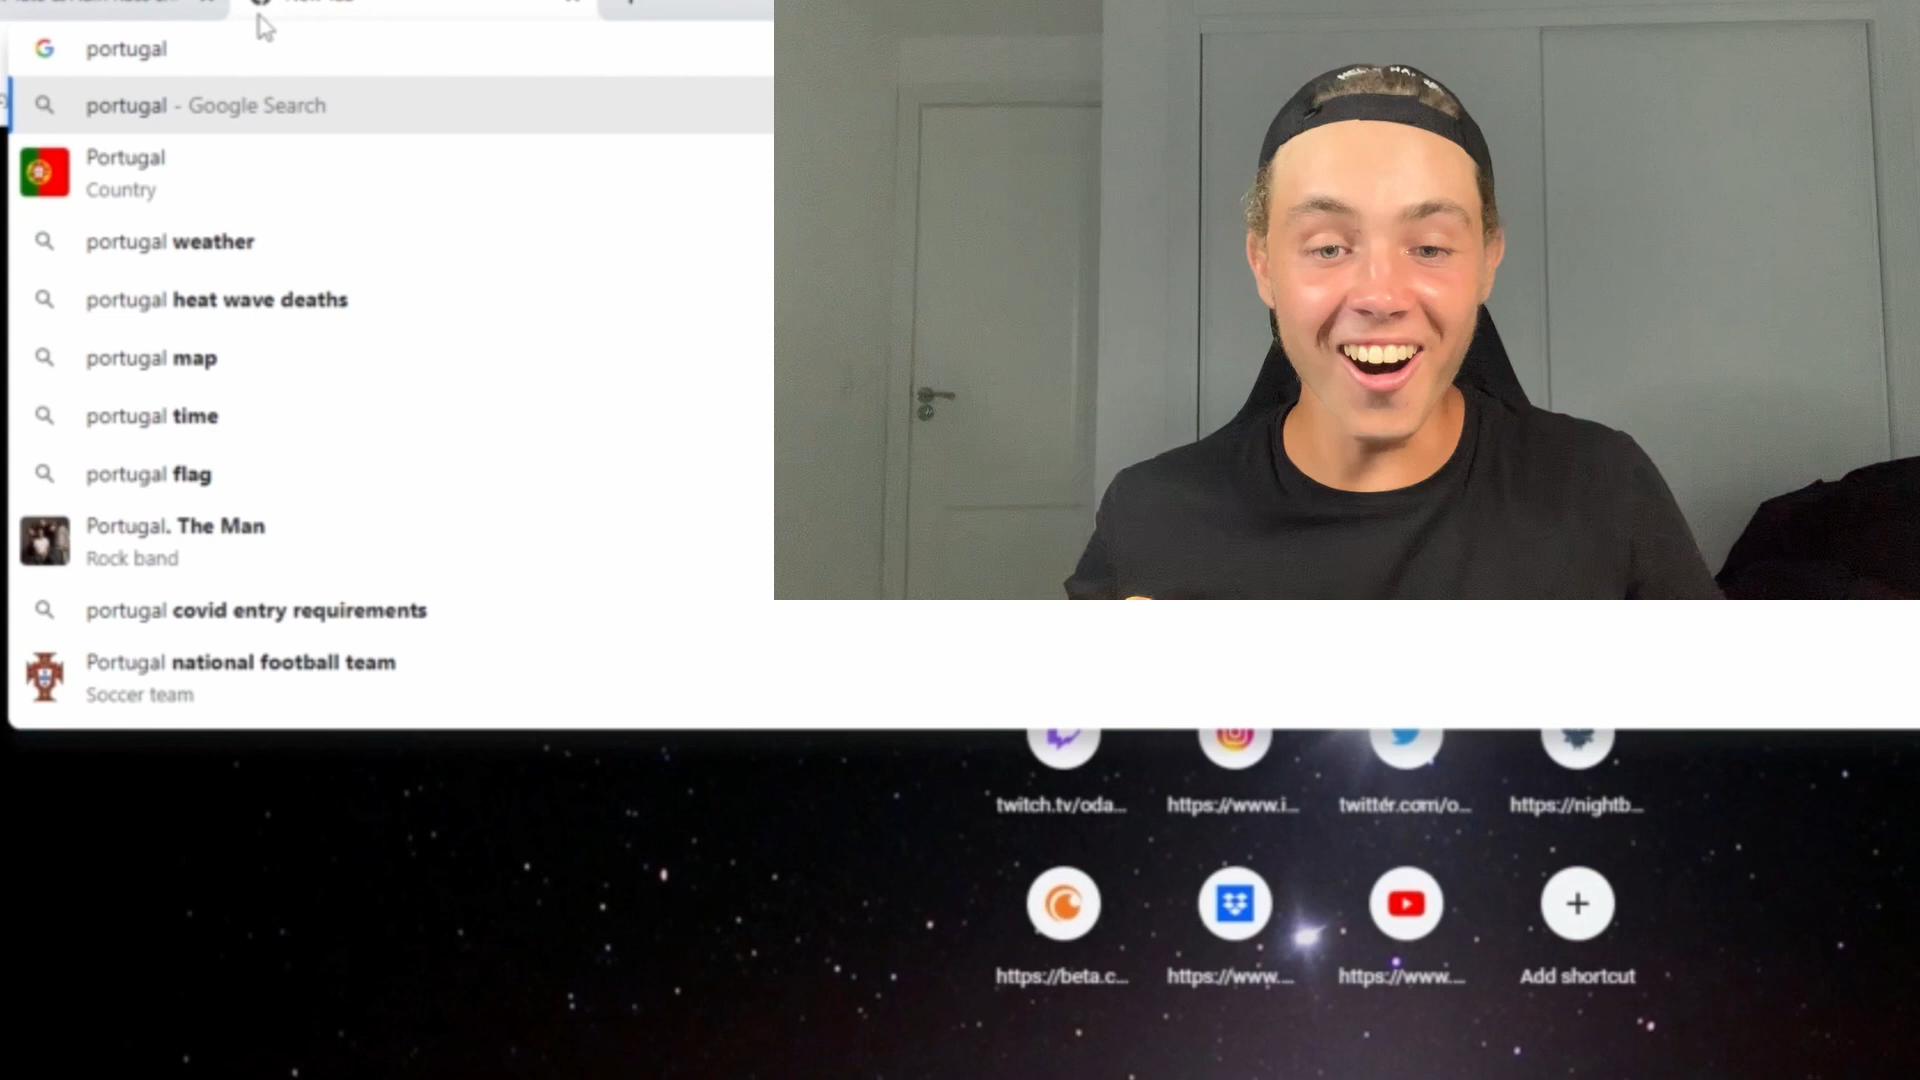 portugal
portugal - Google Search
Portugal
Country
portugal weather
portugal heat wave deaths
portugal map
portugal time
portugal flag
Portugal. The Man
Rock band
portugal covid entry requirements
Portugal national football team
Soccer team
twitch.tv/oda... https://www.i... twitter.com/o... https://nightb...
https://beta.c... https://www.... https://www.... Add shortcut